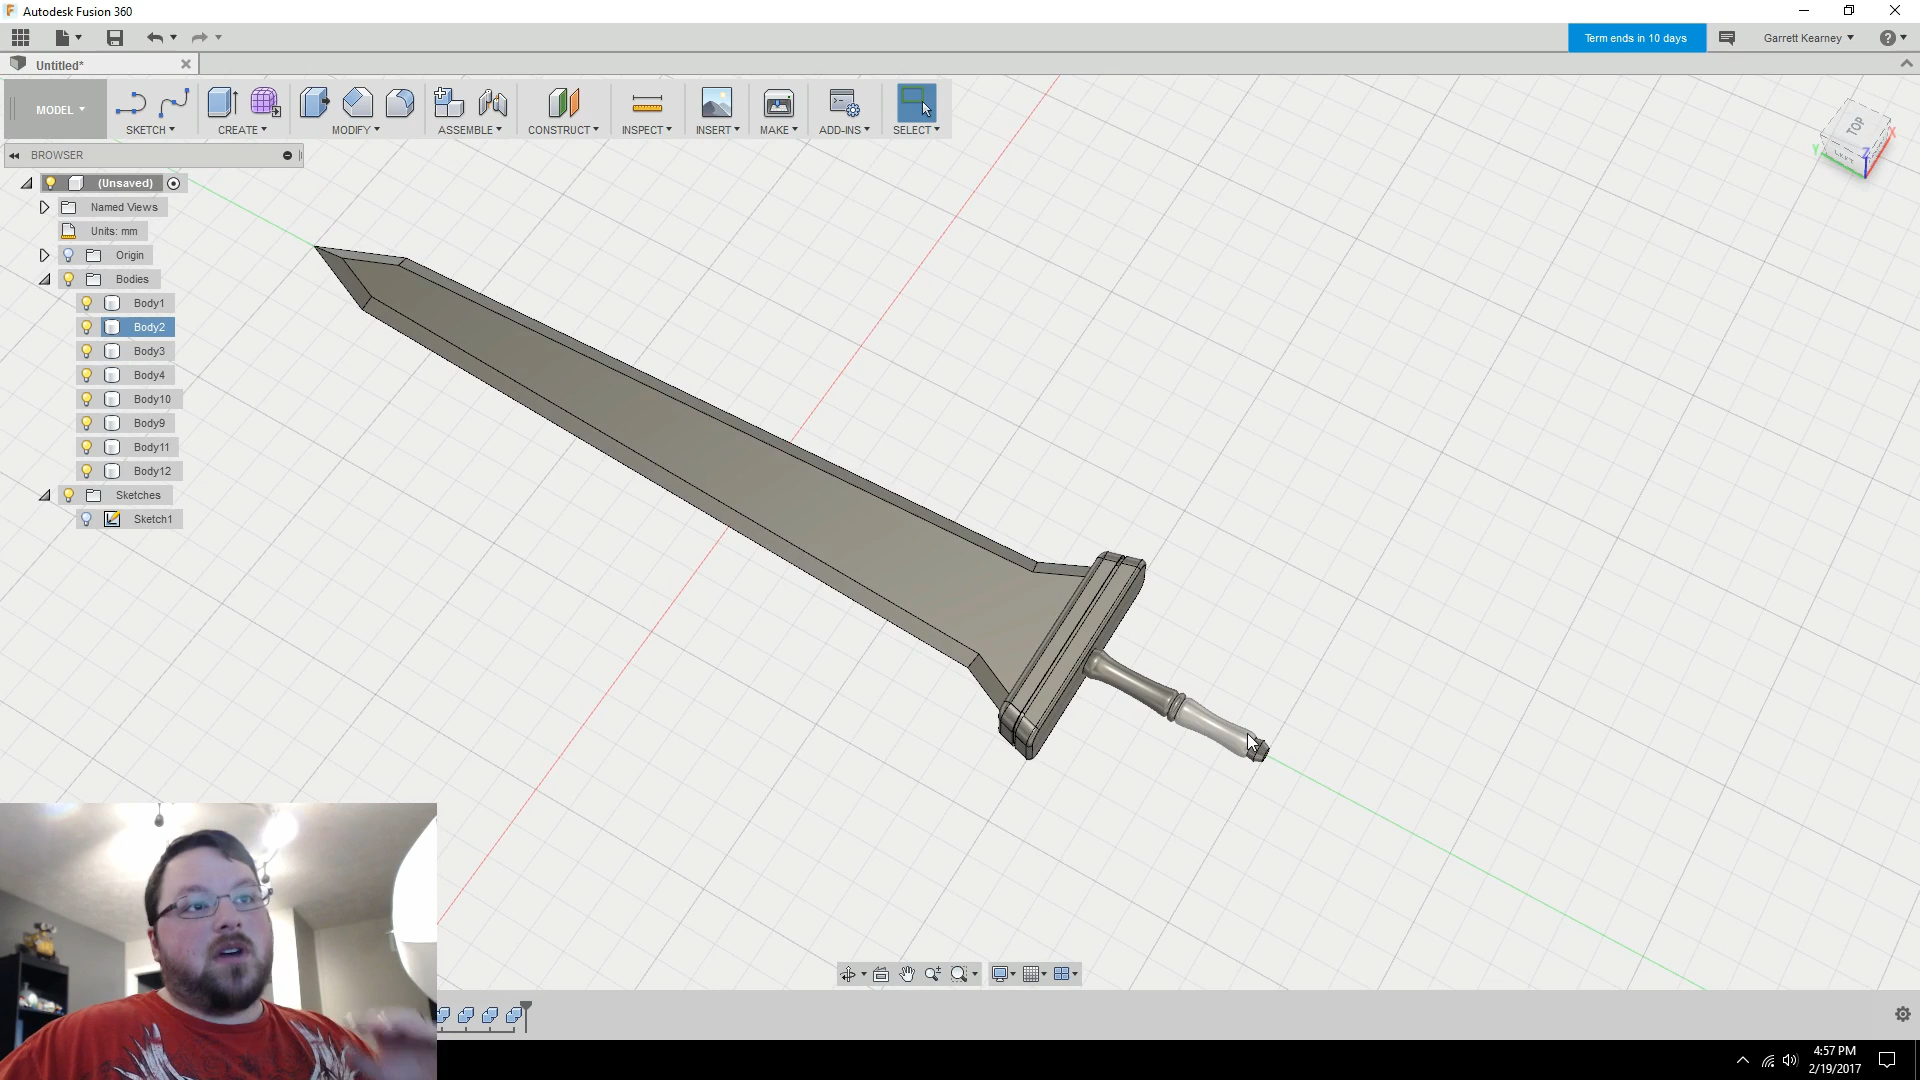 Autodesk Fusion 360
Term ends in 10 days
Garrett Kearney
Untitled*
MODEL
SKETCH
CREATE
MODIFY
ASSEMBLE
CONSTRUCT
INSPECT
INSERT
MAKE
ADD-INS
SELECT
BROWSER
(Unsaved)
Named Views
Units: mm
Origin
Bodies
Body1
Body2
Body3
Body4
Body10
Body9
Body11
Body12
Sketches
Sketch1
TOP
LEFT
X
Y
Z
4:57 PM
2/19/2017